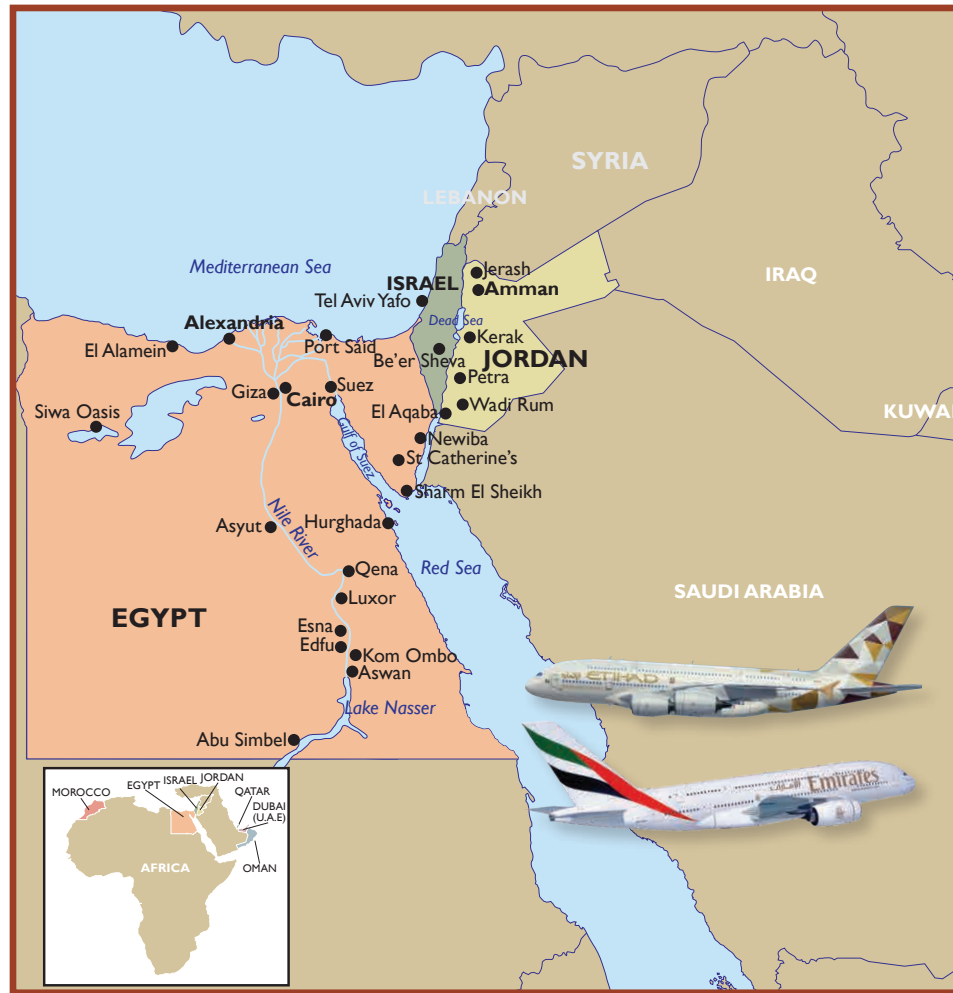 SYRIA
LEBANON
IRAQ
Mediterranean Sea
ISRAEL
Jerash
Amman
Tel Aviv Yafo
Dead Sea
Alexandria
El Alamein
Port Said
Kerak
Be'er Sheva
JORDAN
Petra
Giza
Cairo
Suez
Siwa Oasis
El Aqaba
Wadi Rum
KUWAI
Gulf of Suez
Newiba
St Catherine's
Sharm El Sheikh
Nile River
Asyut
Hurghada
Red Sea
Qena
SAUDI ARABIA
Luxor
EGYPT
Esna
Edfu
Kom Ombo
Aswan
ETIHAD
Lake Nasser
Abu Simbel
Emirates
MOROCCO
EGYPT
ISRAEL
JORDAN
QATAR
DUBAI
(U.A.E)
AFRICA
OMAN